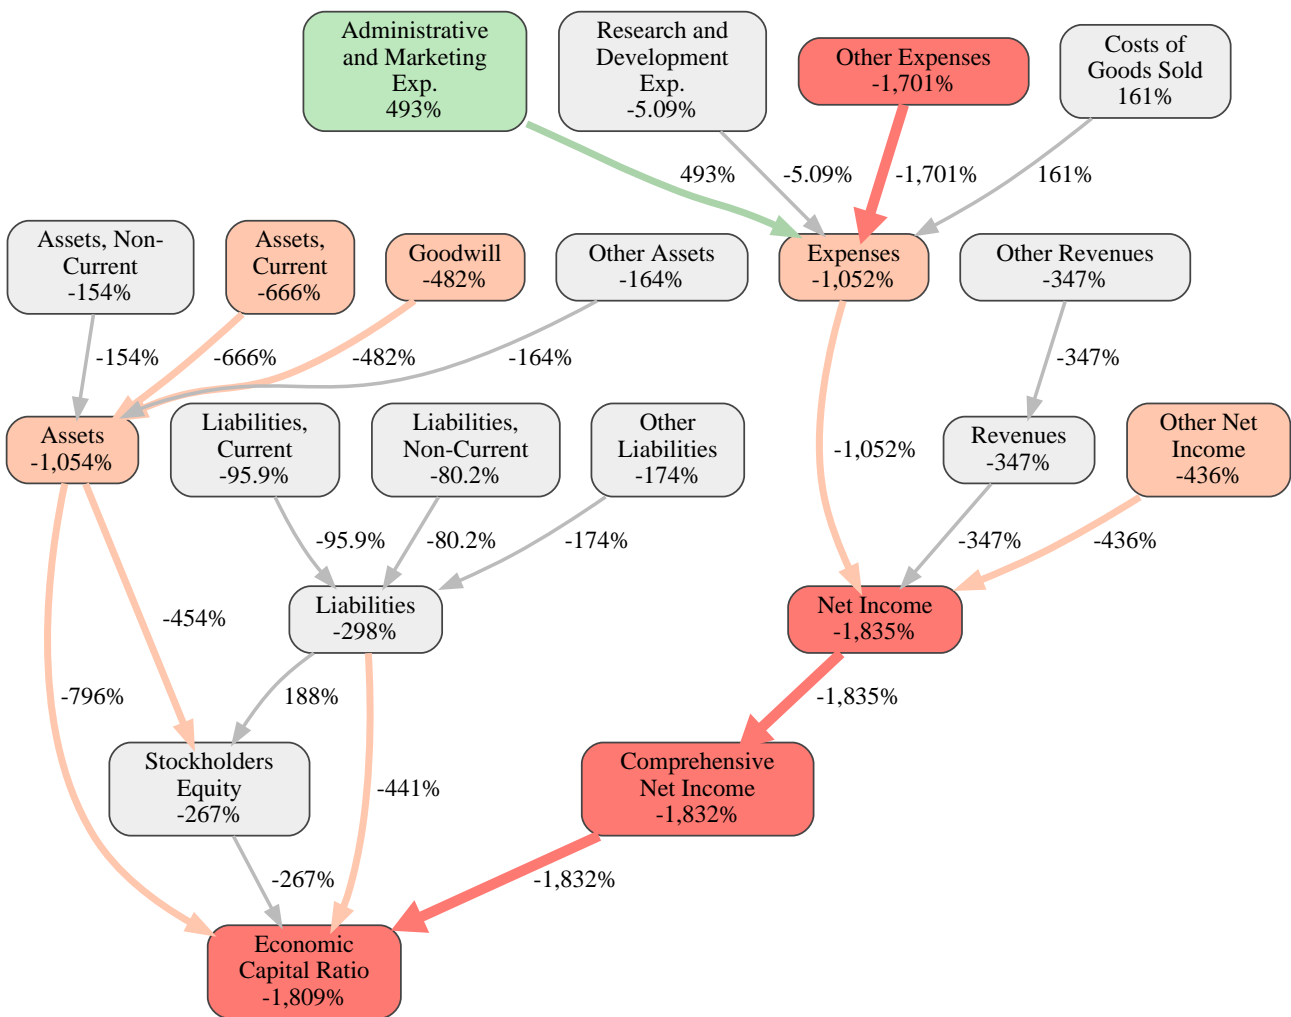 Administrative
and Marketing
Exp.
493%
Research and
Development
Exp.
-5.09%
Other Expenses
-1,701%
Costs of
Goods Sold
161%
493%
-5.09%
-1,701%
161%
Assets, Non-
Current
-154%
Assets,
Current
-666%
Goodwill
-482%
Other Assets
-164%
Expenses
-1,052%
Other Revenues
-347%
-154%
-666%
-482%
-164%
-347%
Assets
-1,054%
Liabilities,
Current
-95.9%
Liabilities,
Non-Current
-80.2%
Other
Liabilities
-174%
-1,052%
Revenues
-347%
Other Net
Income
-436%
-95.9%
-80.2%
-174%
-347%
-436%
-454%
Liabilities
-298%
Net Income
-1,835%
-796%
188%
-1,835%
Stockholders
Equity
-267%
-441%
Comprehensive
Net Income
-1,832%
-267%
-1,832%
Economic
Capital Ratio
-1,809%